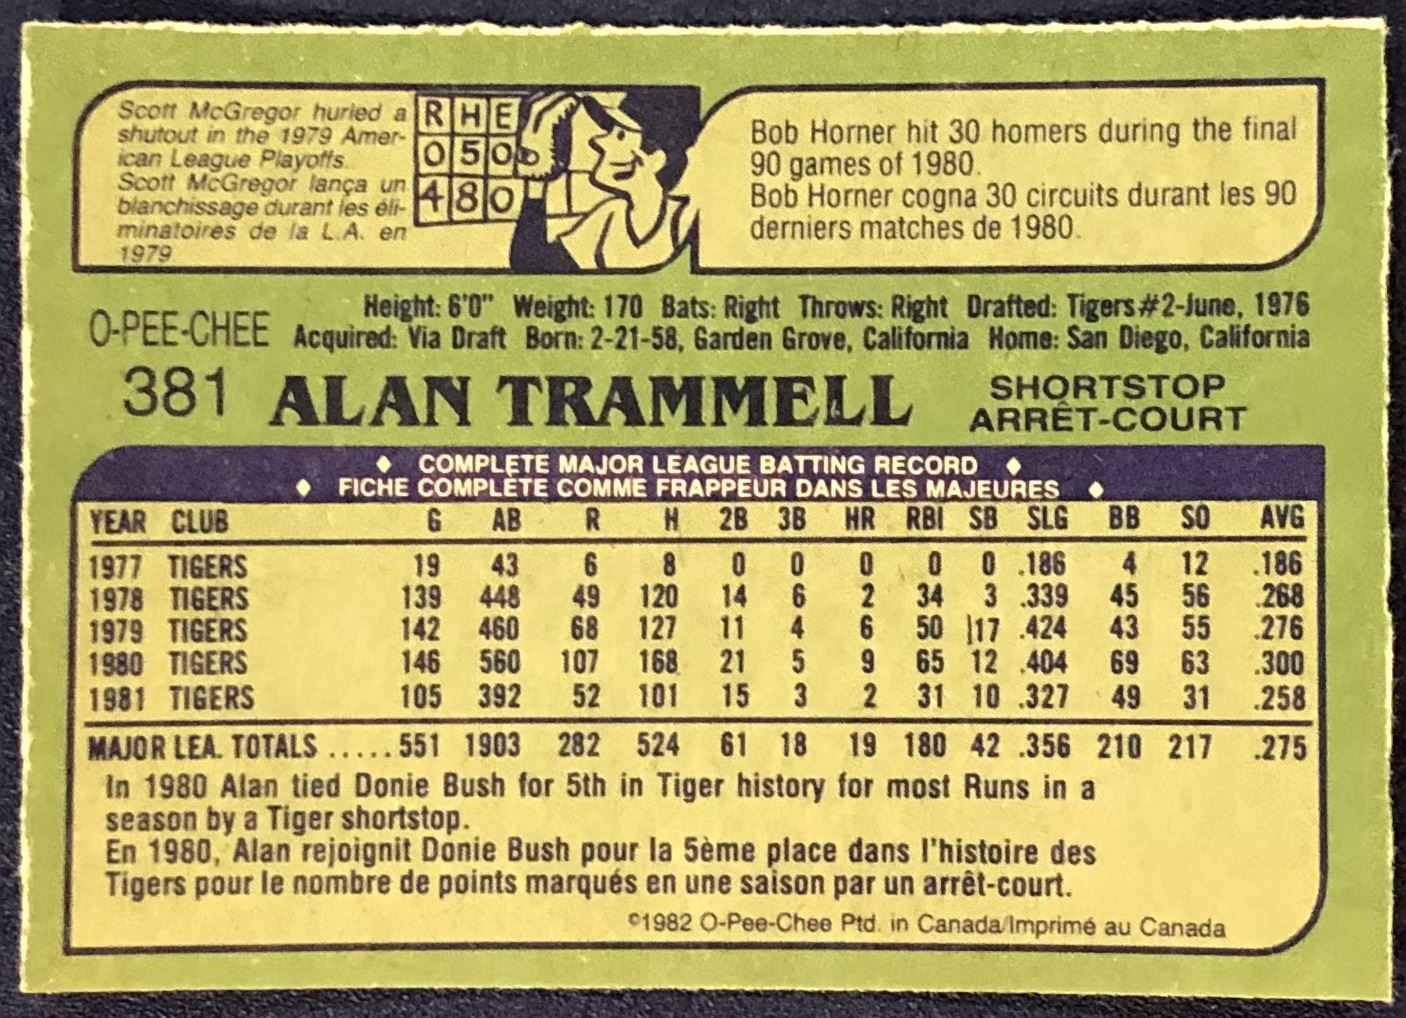 Scott McGregor hurled a
shutout in the 1979 Amer-
ican League Playoffs.
Scott McGregor lança un
blanchissage durant les éli-
minatoires de la L.A. en
1979
R H E
0 5 0
4 8 0
Bob Horner hit 30 homers during the final
90 games of 1980.
Bob Horner cogna 30 circuits durant les 90
derniers matches de 1980.
O-PEE-CHEE
Height: 6'0" Weight: 170 Bats: Right Throws: Right Drafted: Tigers #2-June, 1976
Acquired: Via Draft Born: 2-21-58, Garden Grove, California Home: San Diego, California
381 ALAN TRAMMELL
SHORTSTOP
ARRÊT-COURT
COMPLETE MAJOR LEAGUE BATTING RECORD
FICHE COMPLÈTE COMME FRAPPEUR DANS LES MAJEURES
YEAR CLUB G AB R H 2B 3B HR RBI SB SLG BB SO AVG
1977 TIGERS 19 43 6 8 0 0 0 0 0 .186 4 12 .186
1978 TIGERS 139 448 49 120 14 6 2 34 3 .339 45 56 .268
1979 TIGERS 142 460 68 127 11 4 6 50 17 .424 43 55 .276
1980 TIGERS 146 560 107 168 21 5 9 65 12 .404 69 63 .300
1981 TIGERS 105 392 52 101 15 3 2 31 10 .327 49 31 .258
MAJOR LEA. TOTALS .....551 1903 282 524 61 18 19 180 42 .356 210 217 .275
In 1980 Alan tied Donie Bush for 5th in Tiger history for most Runs in a
season by a Tiger shortstop.
En 1980, Alan rejoignit Donie Bush pour la 5ème place dans l'histoire des
Tigers pour le nombre de points marqués en une saison par un arrêt-court.
©1982 O-Pee-Chee Ptd. in Canada/Imprimé au Canada